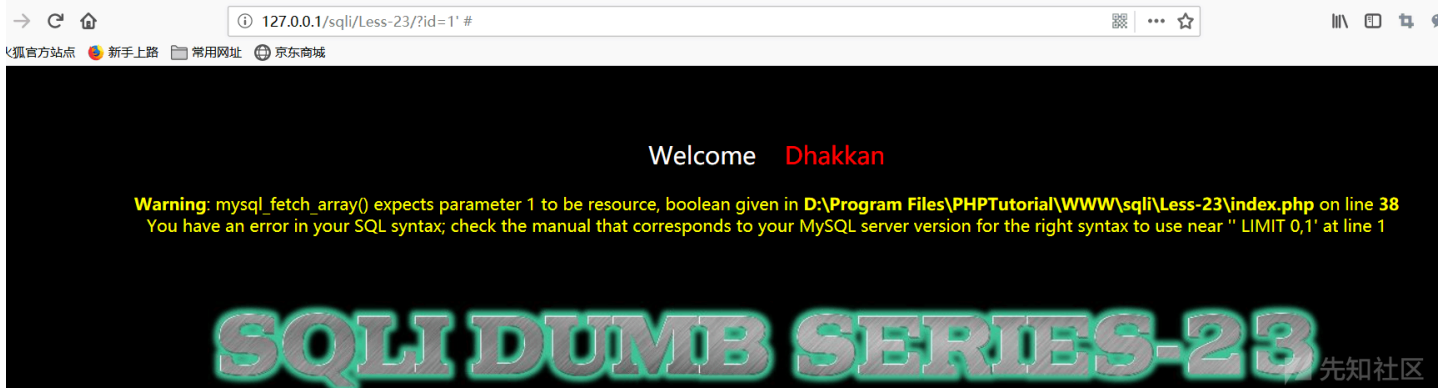 127.0.0.1/sqli/Less-23/?id=1' #
火狐官方站点 新手上路 常用网址 京东商城
Welcome Dhakkan
Warning: mysql_fetch_array() expects parameter 1 to be resource, boolean given in D:\Program Files\PHPTutorial\WWW\sqli\Less-23\index.php on line 38
You have an error in your SQL syntax; check the manual that corresponds to your MySQL server version for the right syntax to use near '' LIMIT 0,1' at line 1
SQLI DUMB SERIES-23
先知社区